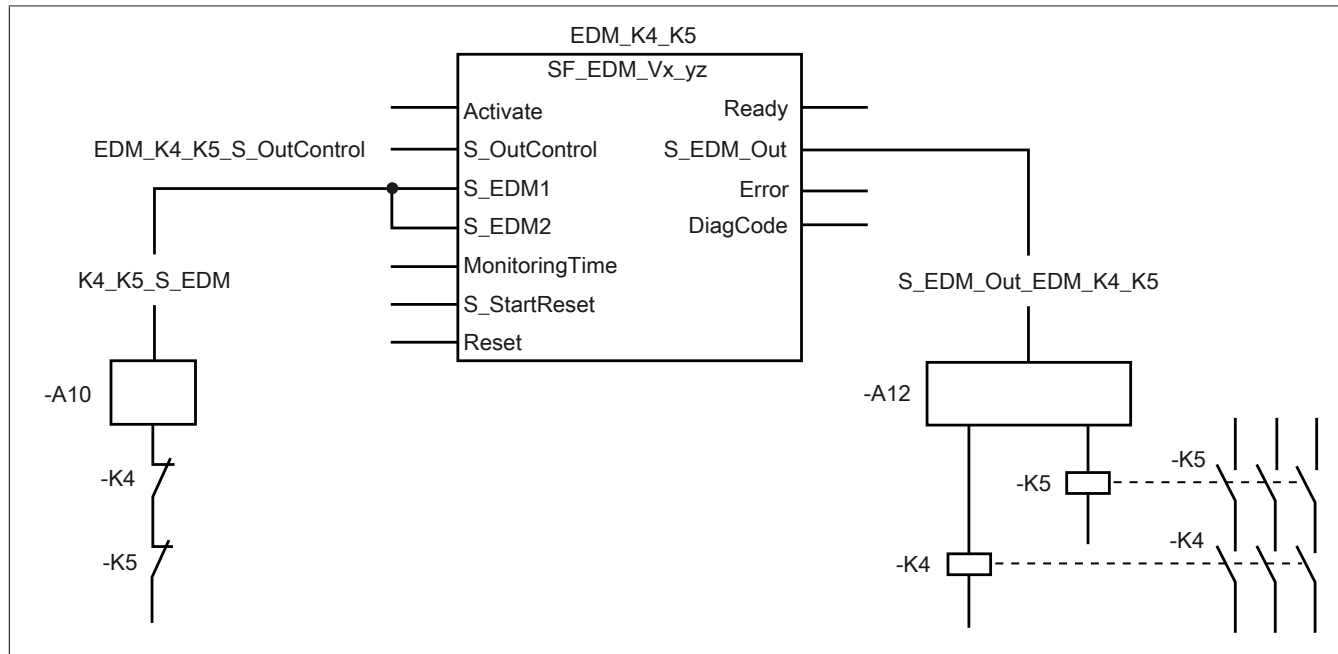 EDM_K4_K5
SF_EDM_Vx_yz
Activate
Ready
EDM_K4_K5_S_OutControl
S_OutControl
S_EDM_Out
S_EDM1
Error
S_EDM2
DiagCode
K4_K5_S_EDM
MonitoringTime
S_EDM_Out_EDM_K4_K5
S_StartReset
Reset
-A10
-A12
-K4
-K5
-K5
-K5
-K4
-K4